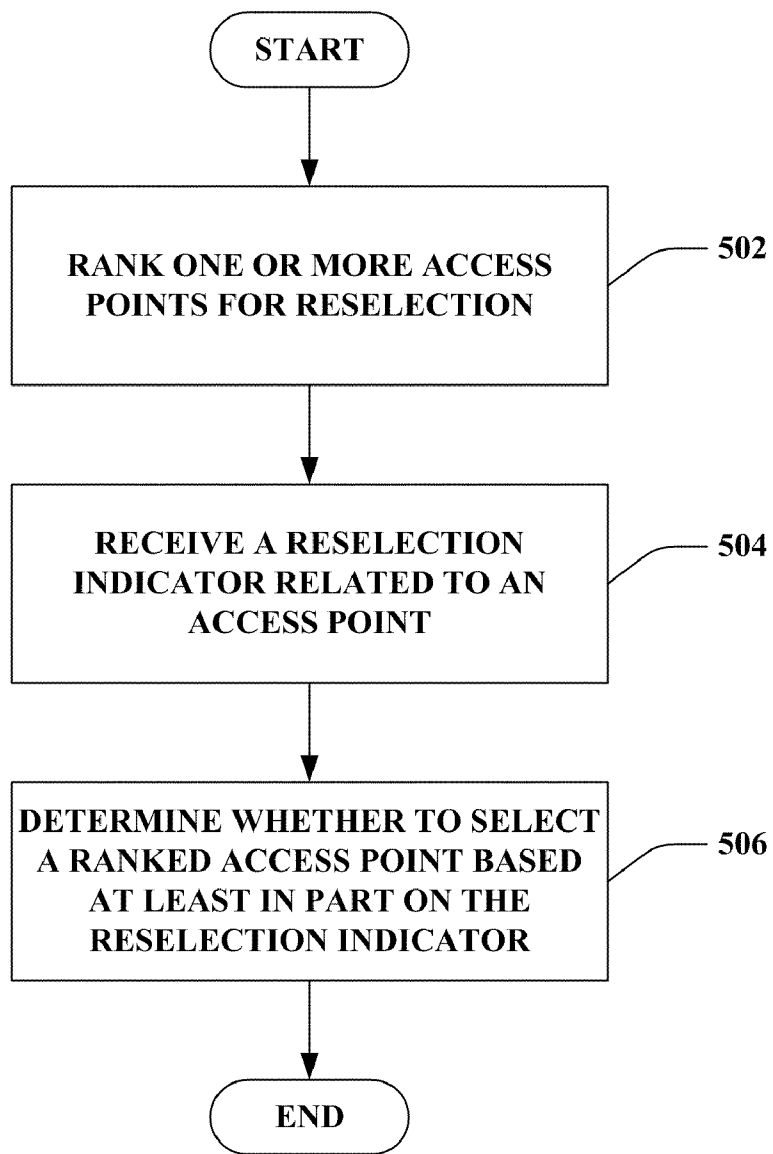 START
RANK ONE OR MORE ACCESS
POINTS FOR RESELECTION
502
RECEIVE A RESELECTION
INDICATOR RELATED TO AN
ACCESS POINT
504
DETERMINE WHETHER TO SELECT
A RANKED ACCESS POINT BASED
AT LEAST IN PART ON THE
RESELECTION INDICATOR
506
END